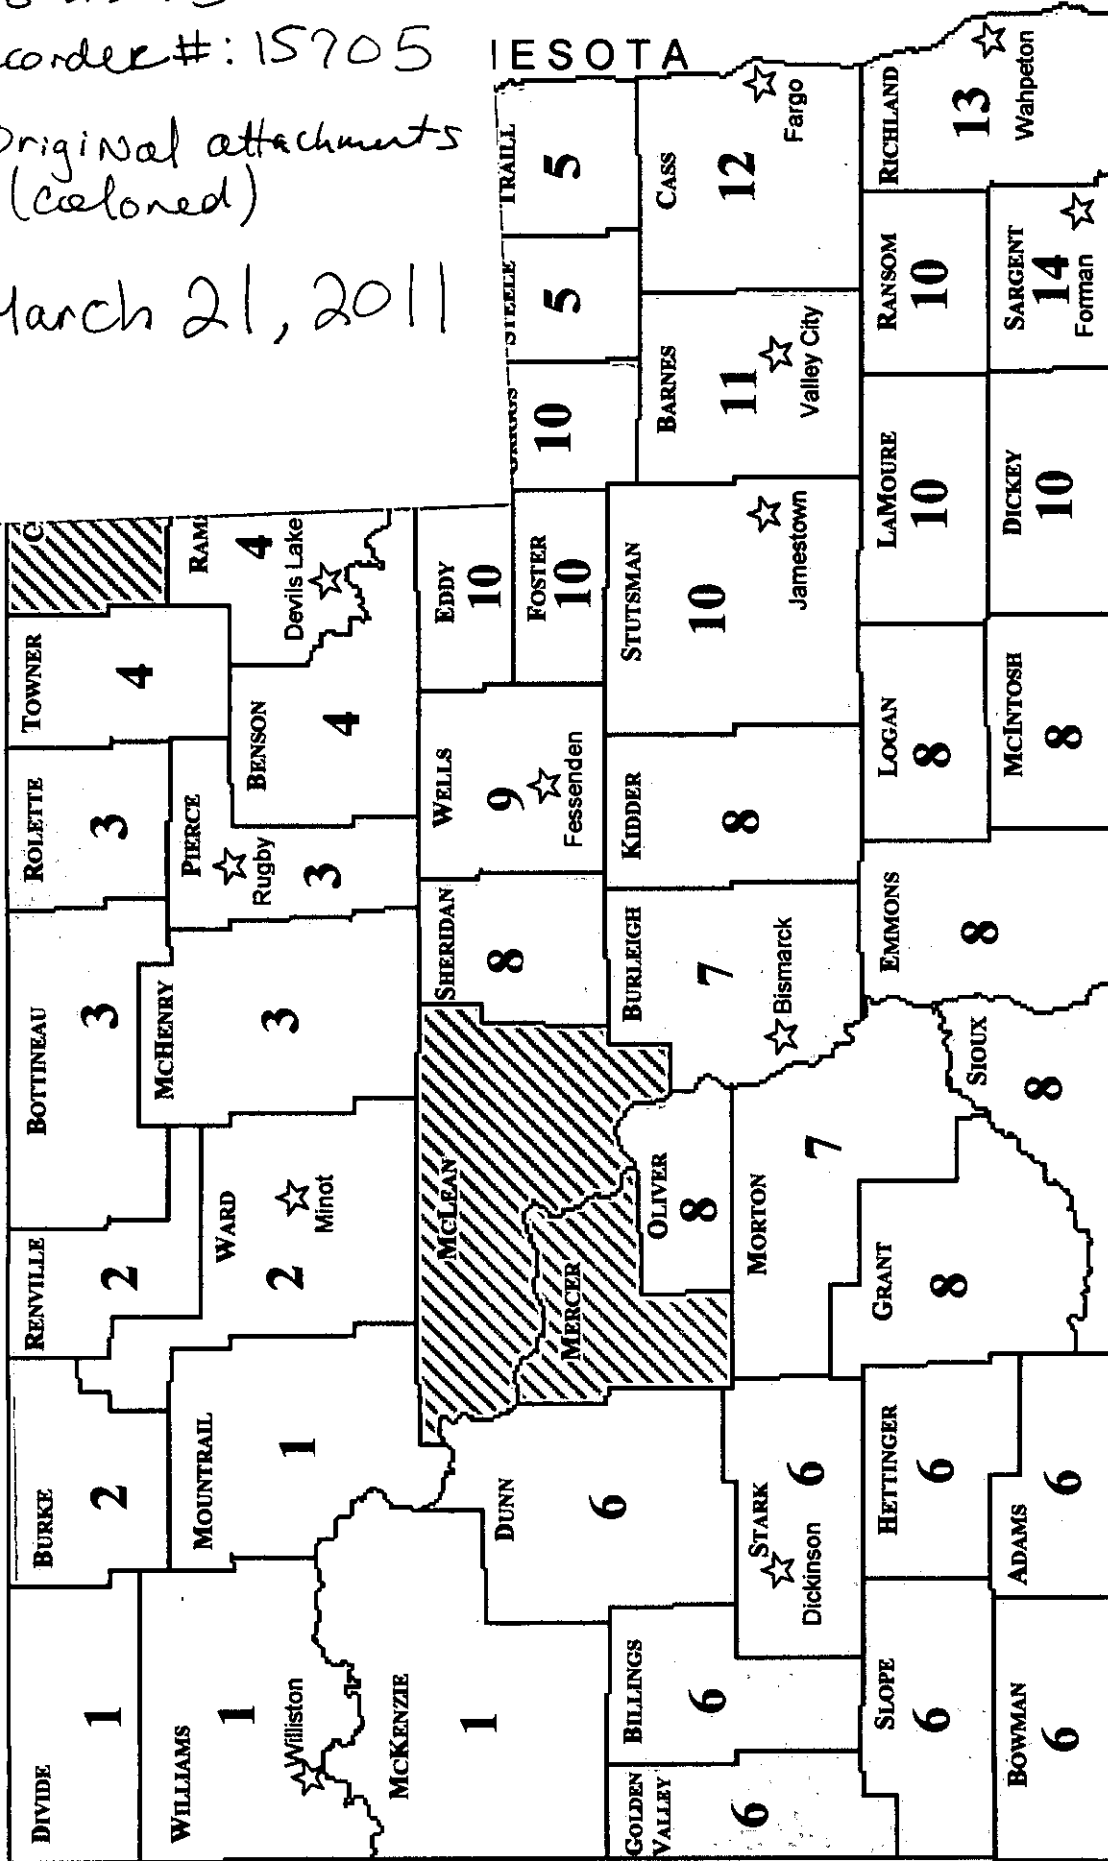 corder#: 15705
Original attachments
(colored)
March 21, 2011
IESOTA
DIVIDE
1
BURKE
2
RENVILLE
2
BOTTINEAU
3
ROLETTE
3
TOWNER
4
C
WILLIAMS
1
Williston
MOUNTRAIL
1
WARD
2
Minot
MCHENRY
3
PIERCE
Rugby
3
BENSON
4
RAM
4
Devils Lake
MCKENZIE
1
DUNN
6
MCLEAN
MERCER
OLIVER
8
SHERIDAN
8
WELLS
9
Fessenden
EDDY
10
FOSTER
10
GRIGGS
10
STEELE
5
TRAILL
5
GOLDEN
VALLEY
6
BILLINGS
6
STARK
6
Dickinson
MORTON
7
BURLEIGH
7
Bismarck
KIDDER
8
STUTSMAN
10
Jamestown
BARNES
11
Valley City
CASS
12
Fargo
SLOPE
6
HETTINGER
6
GRANT
8
SIOUX
8
EMMONS
8
LOGAN
8
LAMOURE
10
RANSOM
10
RICHLAND
13
Wahpeton
BOWMAN
6
ADAMS
6
MCINTOSH
8
DICKEY
10
SARGENT
14
Forman